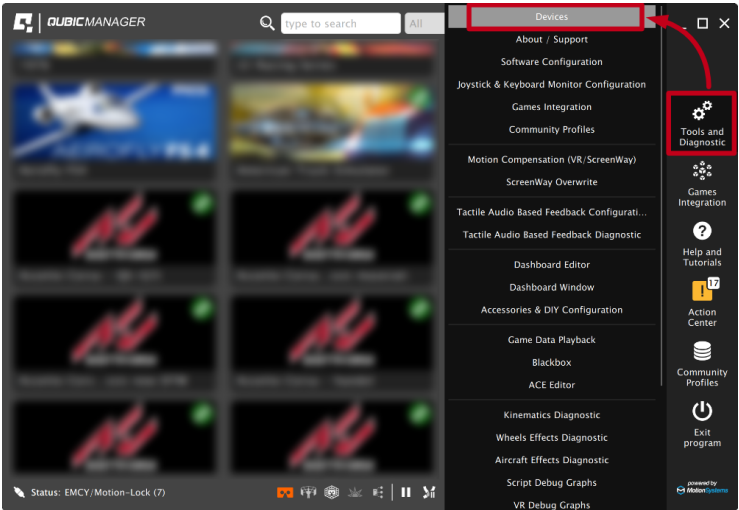 QUBICMANAGER
type to search
All
Devices
About / Support
Software Configuration
Joystick & Keyboard Monitor Configuration
Games Integration
Community Profiles
Motion Compensation (VR/ScreenWay)
ScreenWay Overwrite
Tactile Audio Based Feedback Configurati...
Tactile Audio Based Feedback Diagnostic
Dashboard Editor
Dashboard Window
Accessories & DIY Configuration
Game Data Playback
Blackbox
ACE Editor
Kinematics Diagnostic
Wheels Effects Diagnostic
Aircraft Effects Diagnostic
Script Debug Graphs
VR Debug Graphs
Tools and
Diagnostic
Games
Integration
Help and
Tutorials
17
Action
Center
Community
Profiles
Exit
program
powered by
MotionSystems
Status: EMCY/Motion-Lock (7)